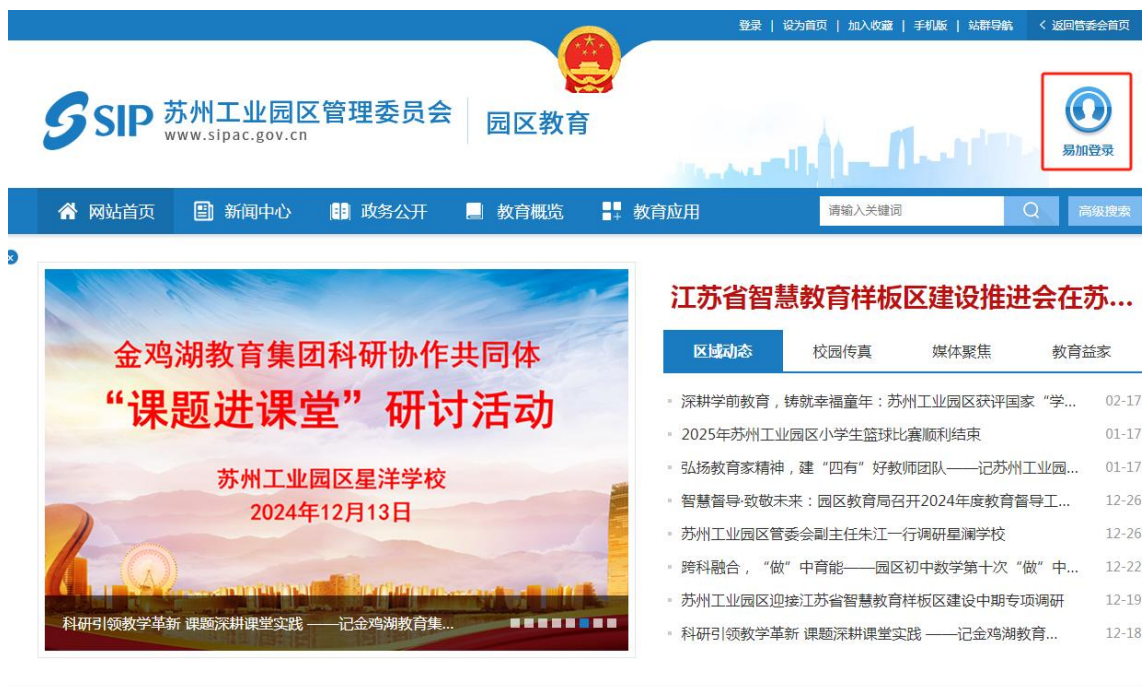 登录 | 设为首页 | 加入收藏 | 手机版 | 站群导航 < 返回管委会首页
SIP 苏州工业园区管理委员会
www.sipac.gov.cn
园区教育
易加登录
网站首页 新闻中心 政务公开 教育概览 教育应用 请输入关键词 高级搜索
金鸡湖教育集团科研协作共同体
“课题进课堂”研讨活动
苏州工业园区星洋学校
2024年12月13日
科研引领教学革新 课题深耕课堂实践 ——记金鸡湖教育集...
江苏省智慧教育样板区建设推进会在苏...
区域动态 校园传真 媒体聚焦 教育益家
深耕学前教育，铸就幸福童年：苏州工业园区获评国家“学... 02-17
2025年苏州工业园区小学生篮球比赛顺利结束 01-17
弘扬教育家精神，建“四有”好教师团队——记苏州工业园... 01-17
智慧督导·致敬未来：园区教育局召开2024年度教育督导工... 12-26
苏州工业园区管委会副主任朱江一行调研星澜学校 12-26
跨科融合，“做”中育能——园区初中数学第十次“做”中... 12-22
苏州工业园区迎接江苏省智慧教育样板区建设中期专项调研 12-19
科研引领教学革新 课题深耕课堂实践 ——记金鸡湖教育... 12-18